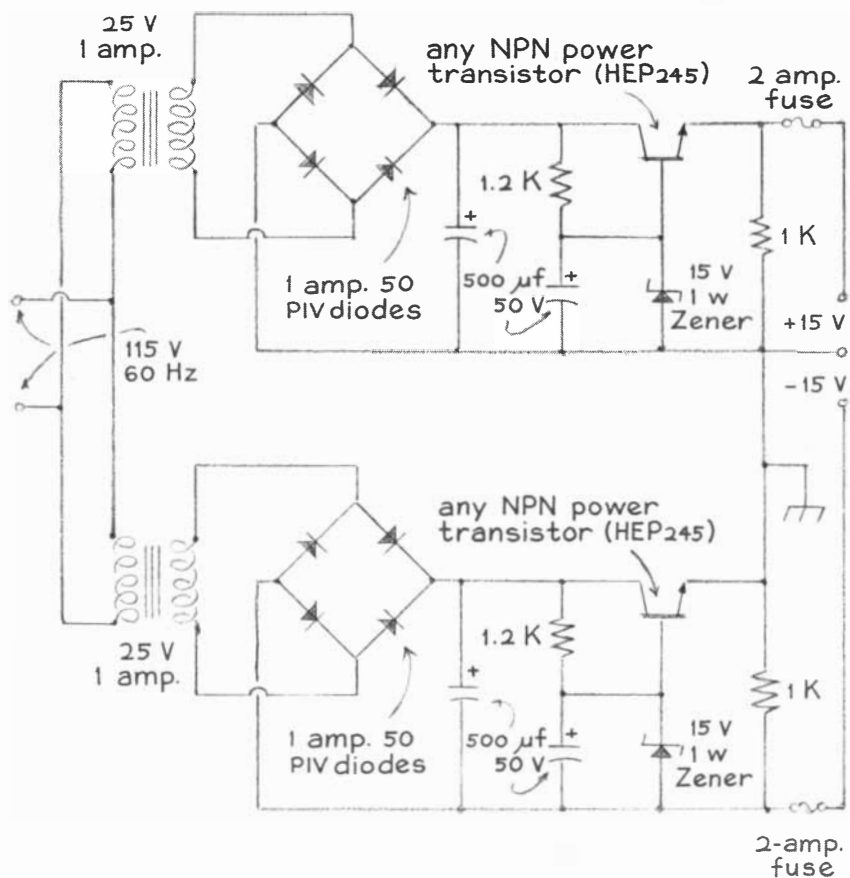 25 V
1 amp.
any NPN power
transistor (HEP245)
2 amp.
fuse
1.2 K
+
1 K
1 amp. 50
PIV diodes
500 µf
50 V
+
15 V
1 w
Zener
+15 V
-15 V
115 V
60 Hz
any NPN power
transistor (HEP245)
25 V
1 amp.
1.2 K
+
1 K
1 amp. 50
PIV diodes
500 µf
50 V
+
15 V
1 w
Zener
2-amp.
fuse